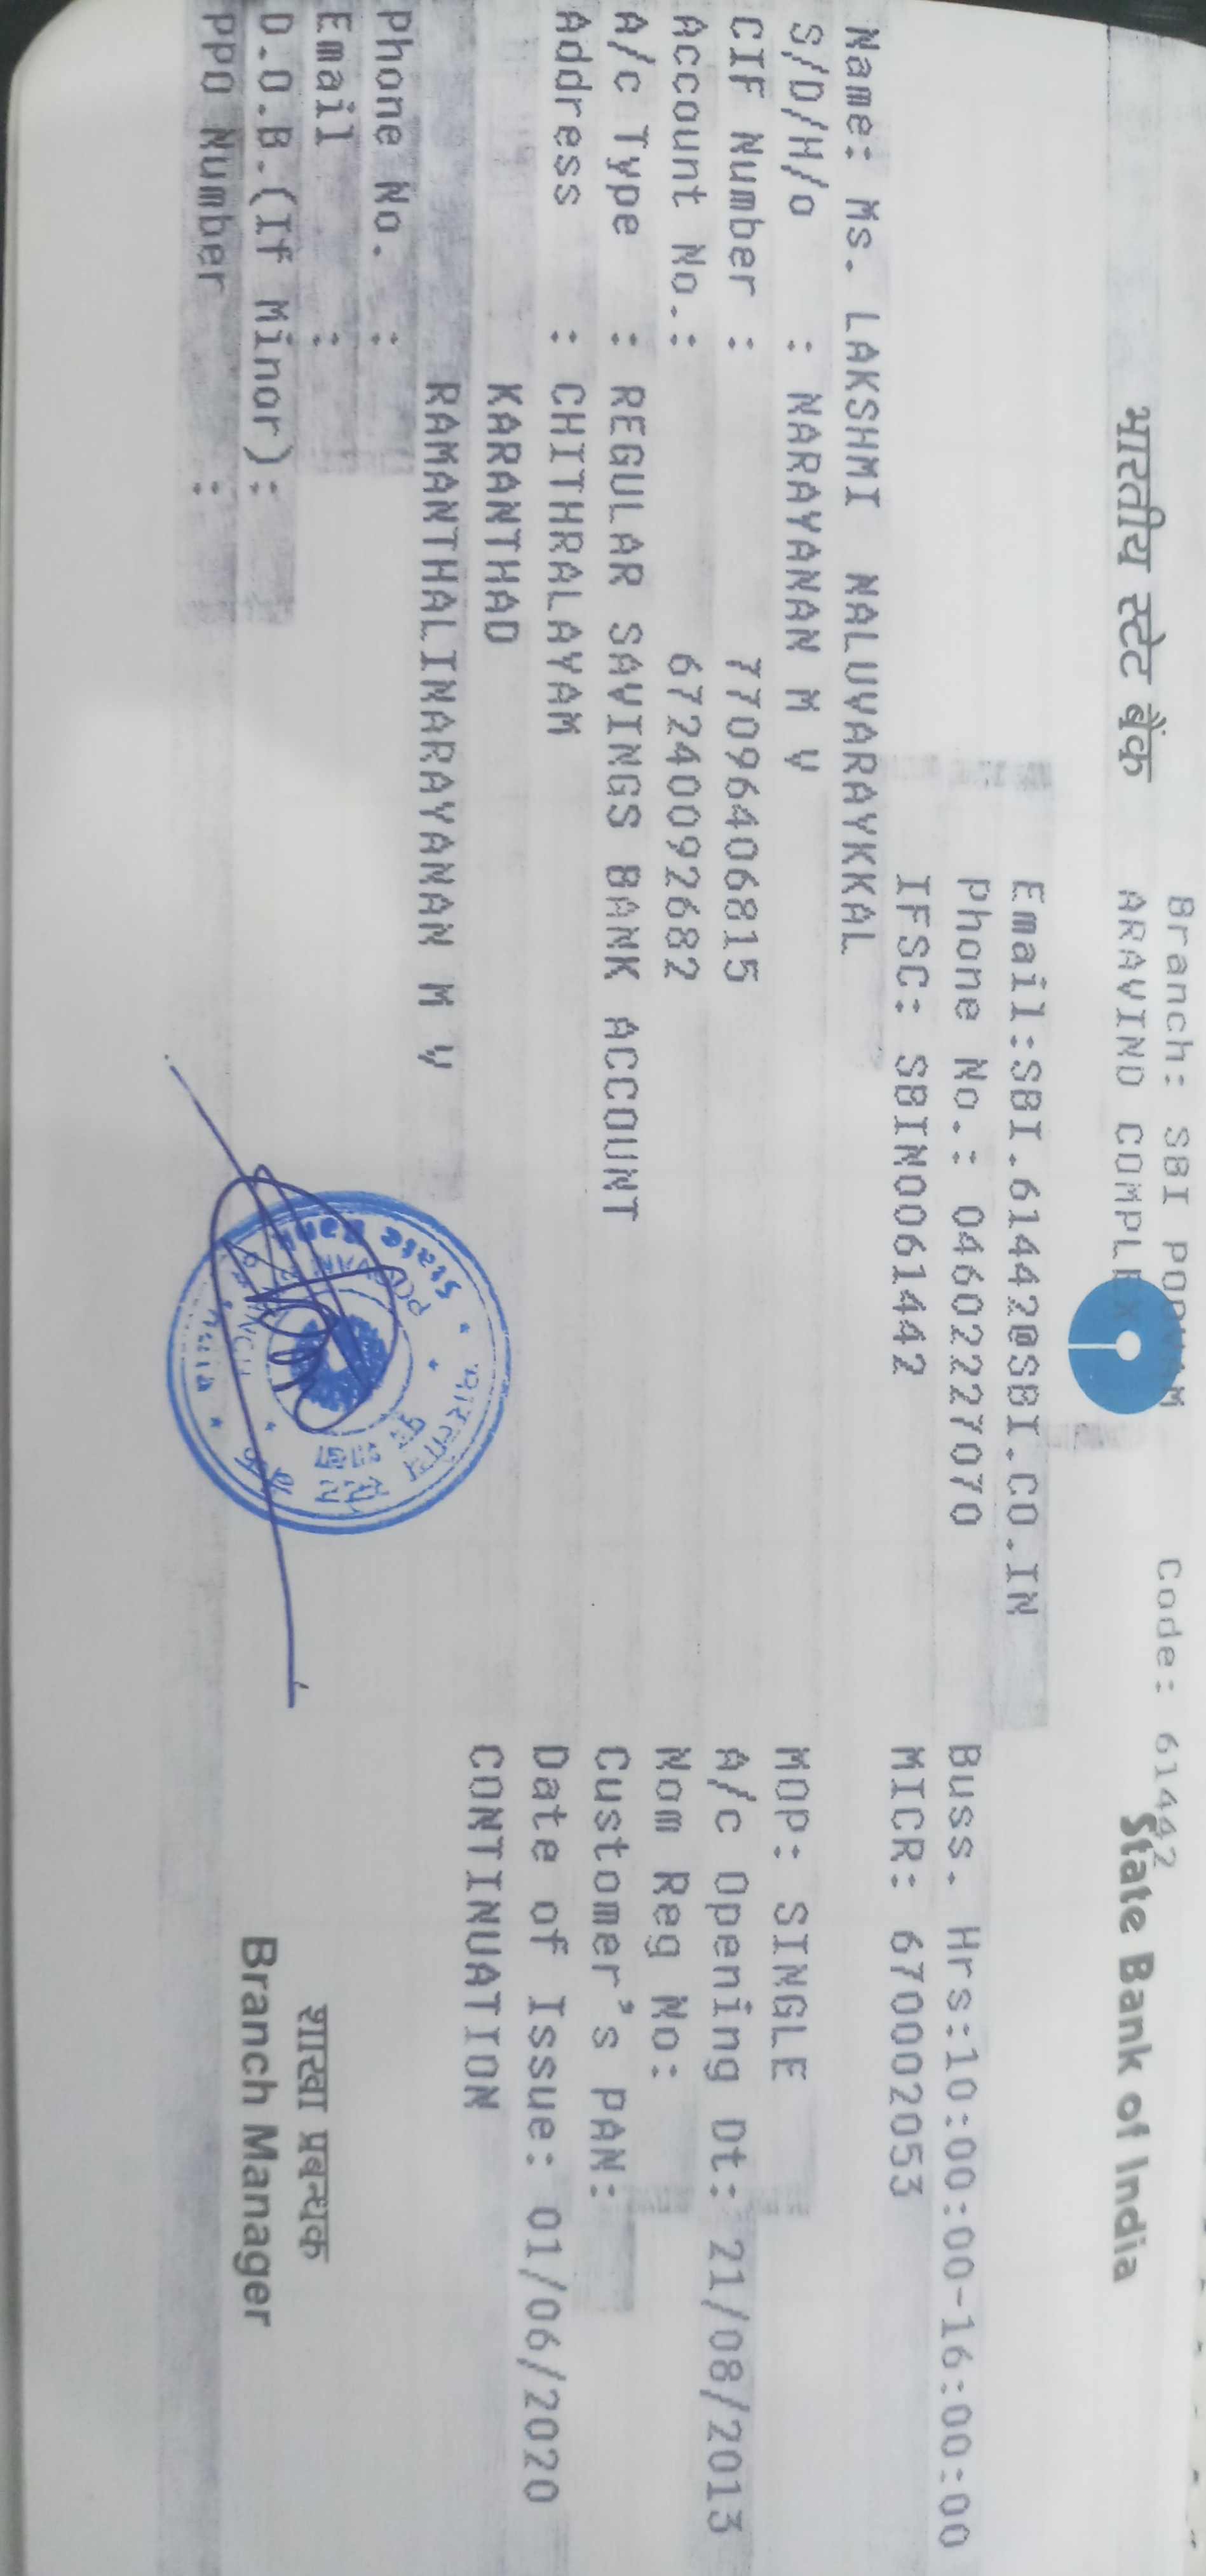 Branch: SBI POOVAM Code: 61442
भारतीय स्टेट बैंक ARAVIND COMPLEX State Bank of India
Email:SBI.61442@SBI.CO.IN
Phone No.: 04602227070 Buss. Hrs:10:00:00-16:00:00
IFSC: SBIN0061442 MICR: 670002053
Name: Ms. LAKSHMI NALUVARAYKKAL
S/D/H/o : NARAYANAN M V MOP: SINGLE
CIF Number : 77096406815 A/c Opening Dt: 21/08/2013
Account No.: 67240092682 Nom Reg No:
A/c Type : REGULAR SAVINGS BANK ACCOUNT Customer's PAN:
Address : CHITHRALAYAM Date of Issue: 01/06/2020
KARANTHAD CONTINUATION
RAMANTHALINARAYANAN M V
Phone No. :
Email :
D.O.B.(If Minor):
PPO Number :
शाखा प्रबन्धक
Branch Manager
State Bank of India
भारतीय स्टेट बैंक